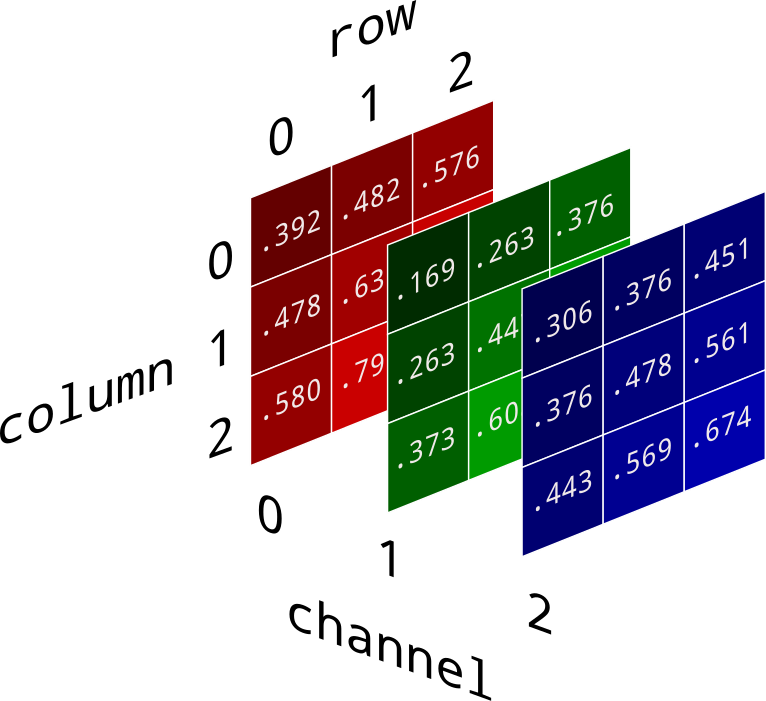 row
0 1 2
0 1 2
column
.392 .482 .576
.478 .63
.580 .79
.169 .263 .376
.263 .44
.373 .60
.306 .376 .451
.376 .478 .561
.443 .569 .674
0 1 2
channel